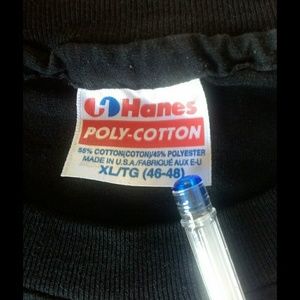 Hanes
POLY-COTTON
55% COTTON(COTON)/45% POLYESTER
MADE IN U.S.A./FABRIQUÉ AUX E-U
XL/TG (46-48)